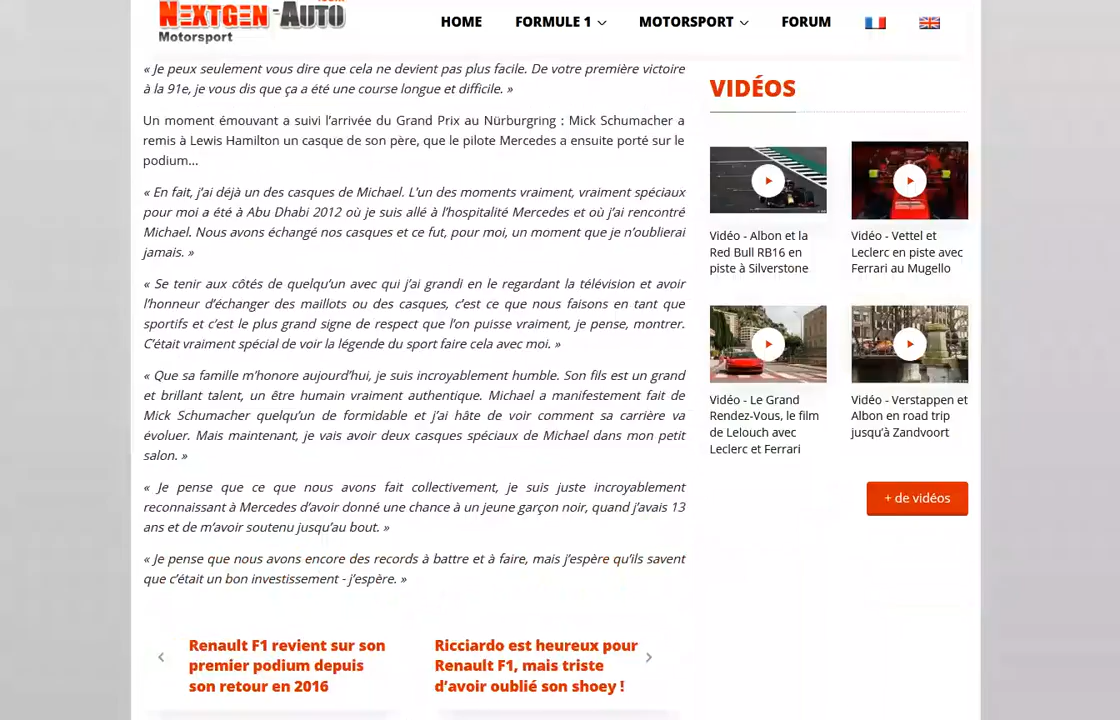 NEXTGEN-AUTO
Motorsport
HOME
FORMULE 1
MOTORSPORT
FORUM
« Je peux seulement vous dire que cela ne devient pas plus facile. De votre première victoire
à la 91e, je vous dis que ça a été une course longue et difficile. »
Un moment émouvant a suivi l’arrivée du Grand Prix au Nürburgring : Mick Schumacher a
remis à Lewis Hamilton un casque de son père, que le pilote Mercedes a ensuite porté sur le
podium...
« En fait, j’ai déjà un des casques de Michael. L'un des moments vraiment, vraiment spéciaux
pour moi a été à Abu Dhabi 2012 où je suis allé à l’hospitalité Mercedes et où j’ai rencontré
Michael. Nous avons échangé nos casques et ce fut, pour moi, un moment que je n’oublierai
jamais. »
« Se tenir aux côtés de quelqu’un avec qui j’ai grandi en le regardant la télévision et avoir
l’honneur d’échanger des maillots ou des casques, c’est ce que nous faisons en tant que
sportifs et c’est le plus grand signe de respect que l’on puisse vraiment, je pense, montrer.
C’était vraiment spécial de voir la légende du sport faire cela avec moi. »
« Que sa famille m’honore aujourd’hui, je suis incroyablement humble. Son fils est un grand
et brillant talent, un être humain vraiment authentique. Michael a manifestement fait de
Mick Schumacher quelqu’un de formidable et j’ai hâte de voir comment sa carrière va
évoluer. Mais maintenant, je vais avoir deux casques spéciaux de Michael dans mon petit
salon. »
« Je pense que ce que nous avons fait collectivement, je suis juste incroyablement
reconnaissant à Mercedes d’avoir donné une chance à un jeune garçon noir, quand j’avais 13
ans et de m’avoir soutenu jusqu’au bout. »
« Je pense que nous avons encore des records à battre et à faire, mais j’espère qu’ils savent
que c’était un bon investissement - j’espère. »
Renault F1 revient sur son
premier podium depuis
son retour en 2016
Ricciardo est heureux pour
Renault F1, mais triste
d’avoir oublié son shoey !
VIDÉOS
Vidéo - Albon et la
Red Bull RB16 en
piste à Silverstone
Vidéo - Vettel et
Leclerc en piste avec
Ferrari au Mugello
Vidéo - Le Grand
Rendez-Vous, le film
de Lelouch avec
Leclerc et Ferrari
Vidéo - Verstappen et
Albon en road trip
jusqu’à Zandvoort
+ de vidéos